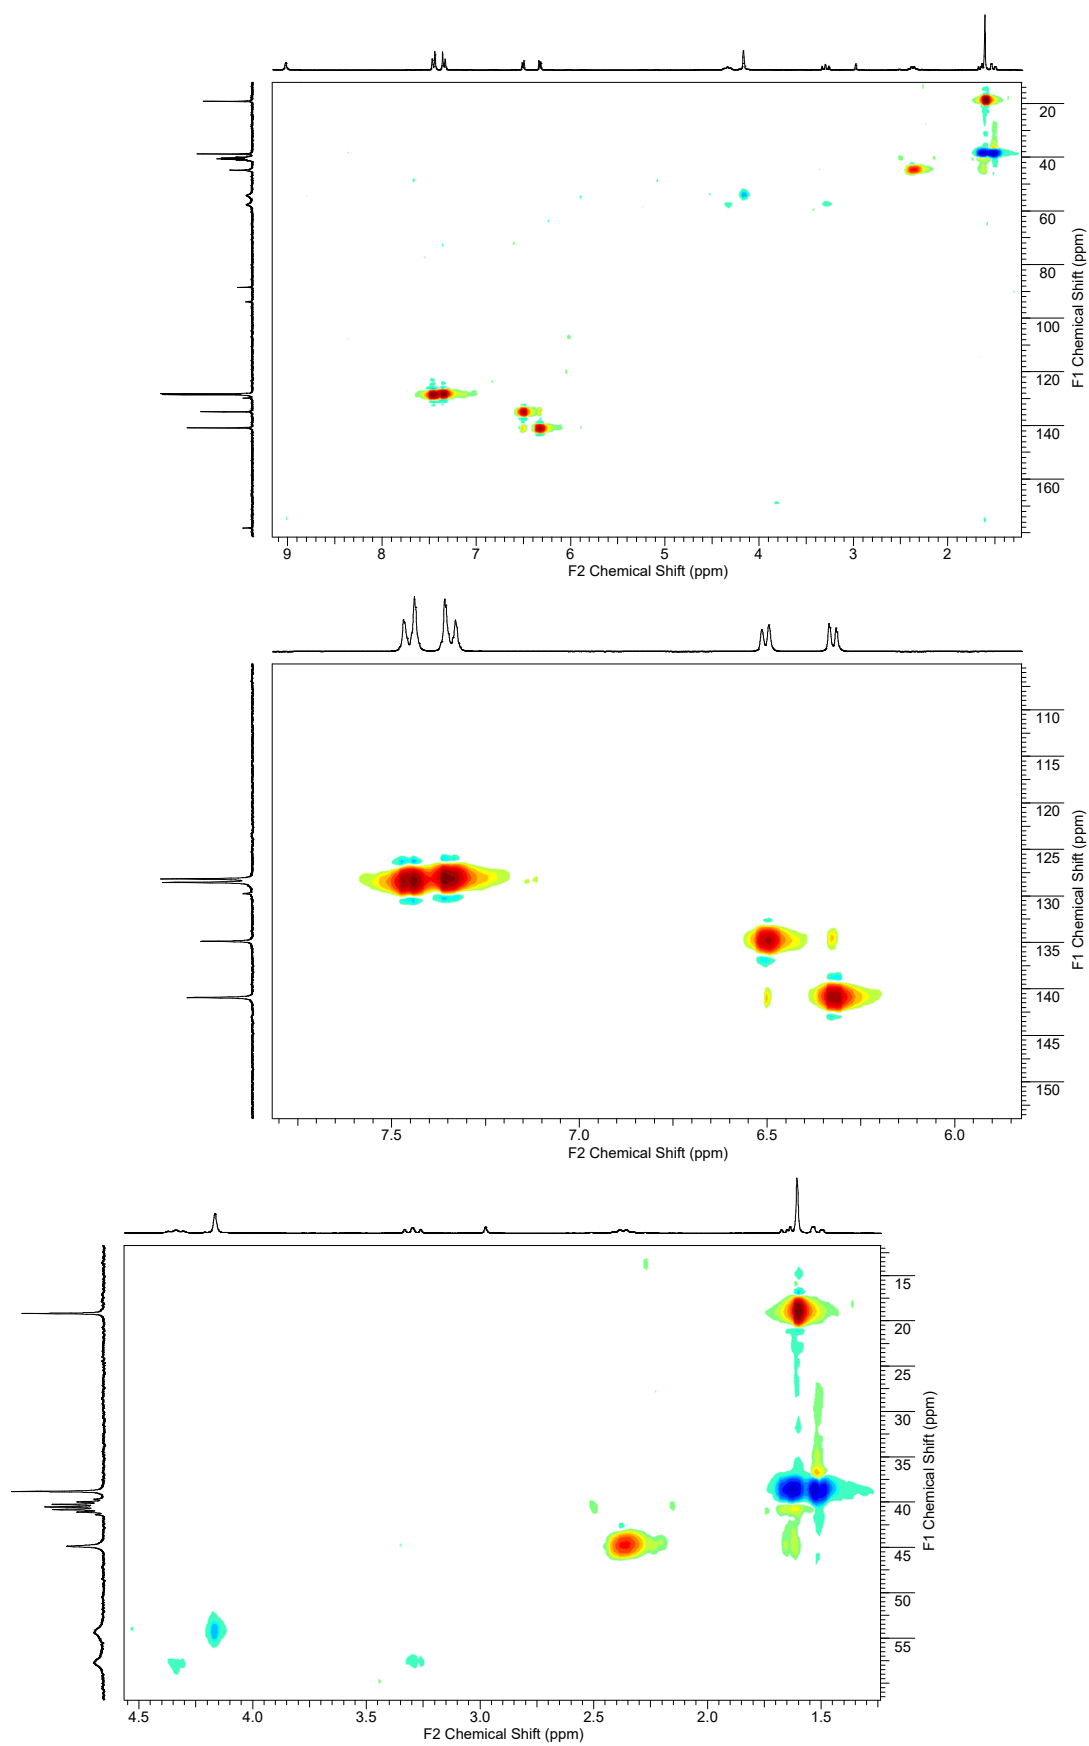 20
40
60
80
100
120
140
160
F1 Chemical Shift (ppm)
9 8 7 6 5 4 3 2
F2 Chemical Shift (ppm)
110
115
120
125
130
135
140
145
150
F1 Chemical Shift (ppm)
7.5 7.0 6.5 6.0
F2 Chemical Shift (ppm)
15
20
25
30
35
40
45
50
55
F1 Chemical Shift (ppm)
4.5 4.0 3.5 3.0 2.5 2.0 1.5
F2 Chemical Shift (ppm)